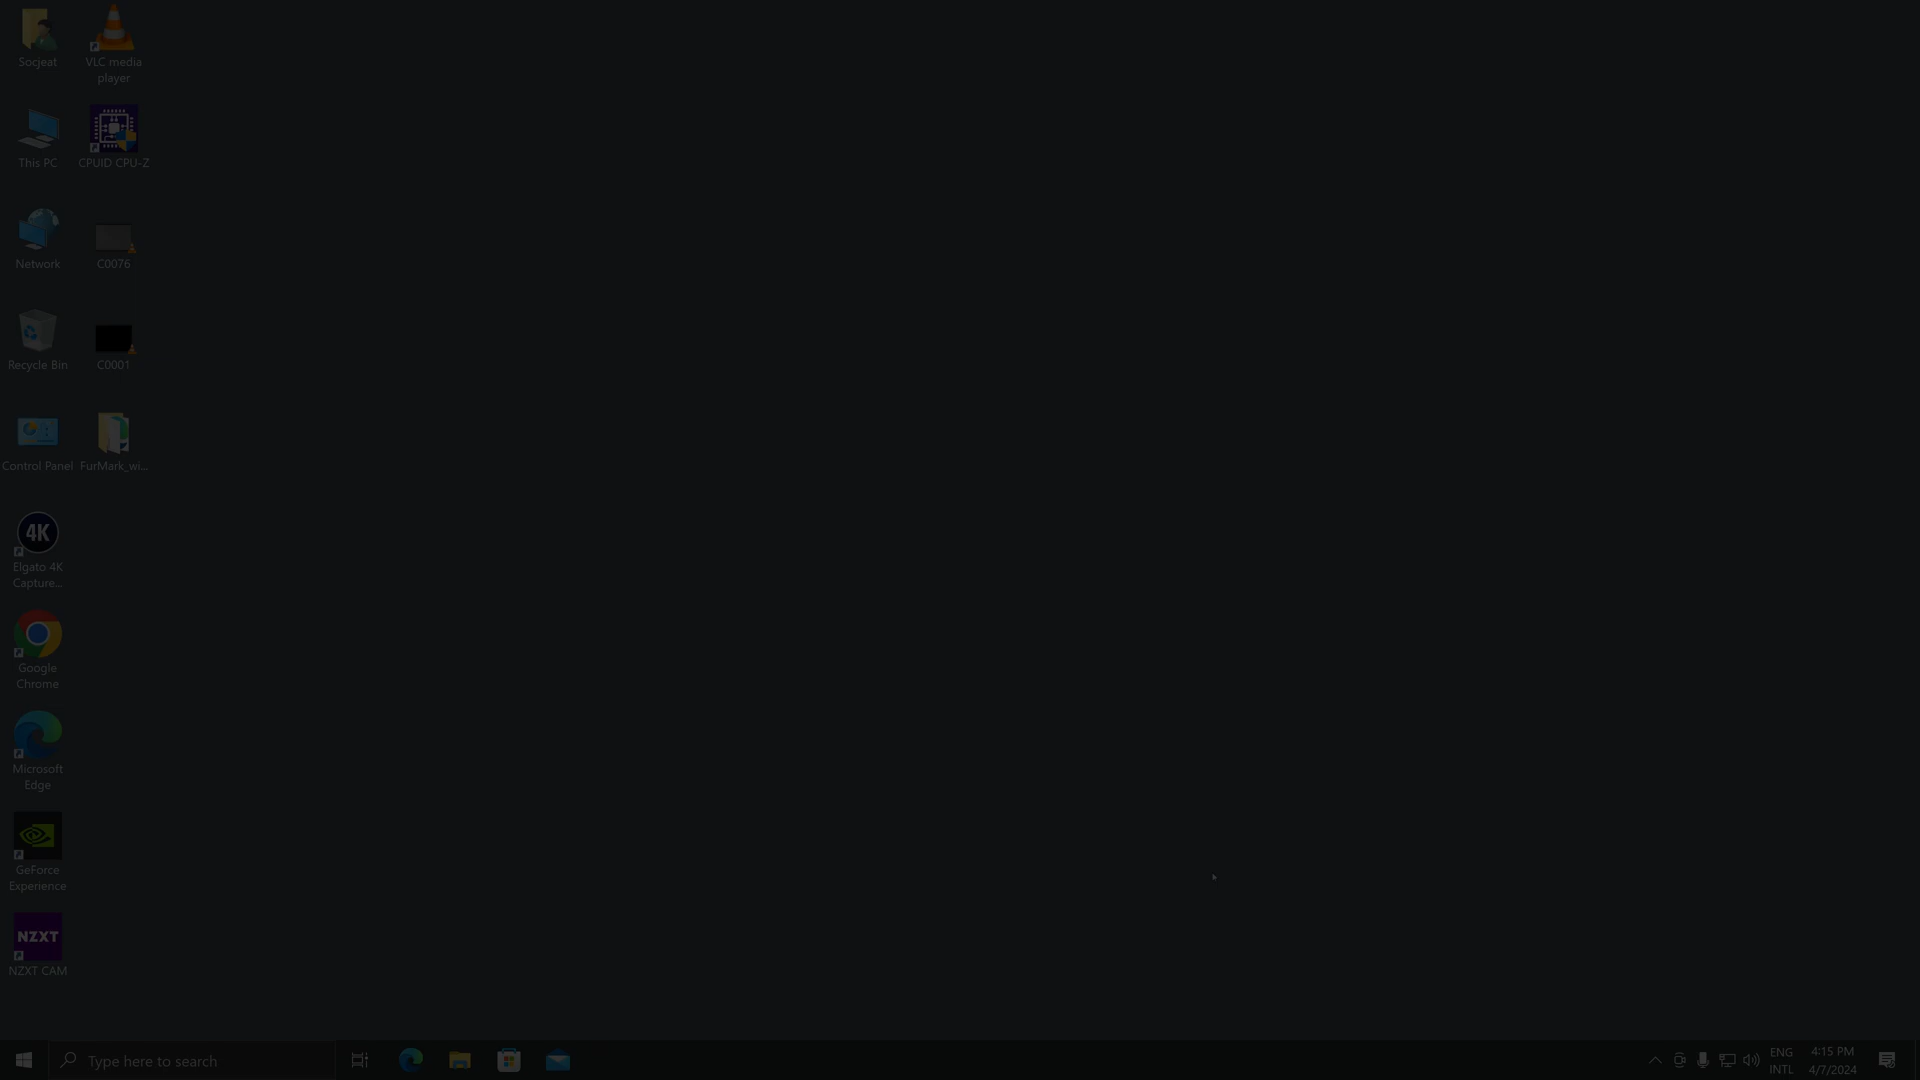 Socjeat
VLC media
player
This PC
CPUID CPU-Z
Network
C0076
Recycle Bin
C0001
Control Panel
FurMark_wi...
4K
Elgato 4K
Capture...
Google
Chrome
Microsoft
Edge
GeForce
Experience
NZXT
NZXT CAM
Type here to search
ENG
INTL
4:15 PM
4/7/2024